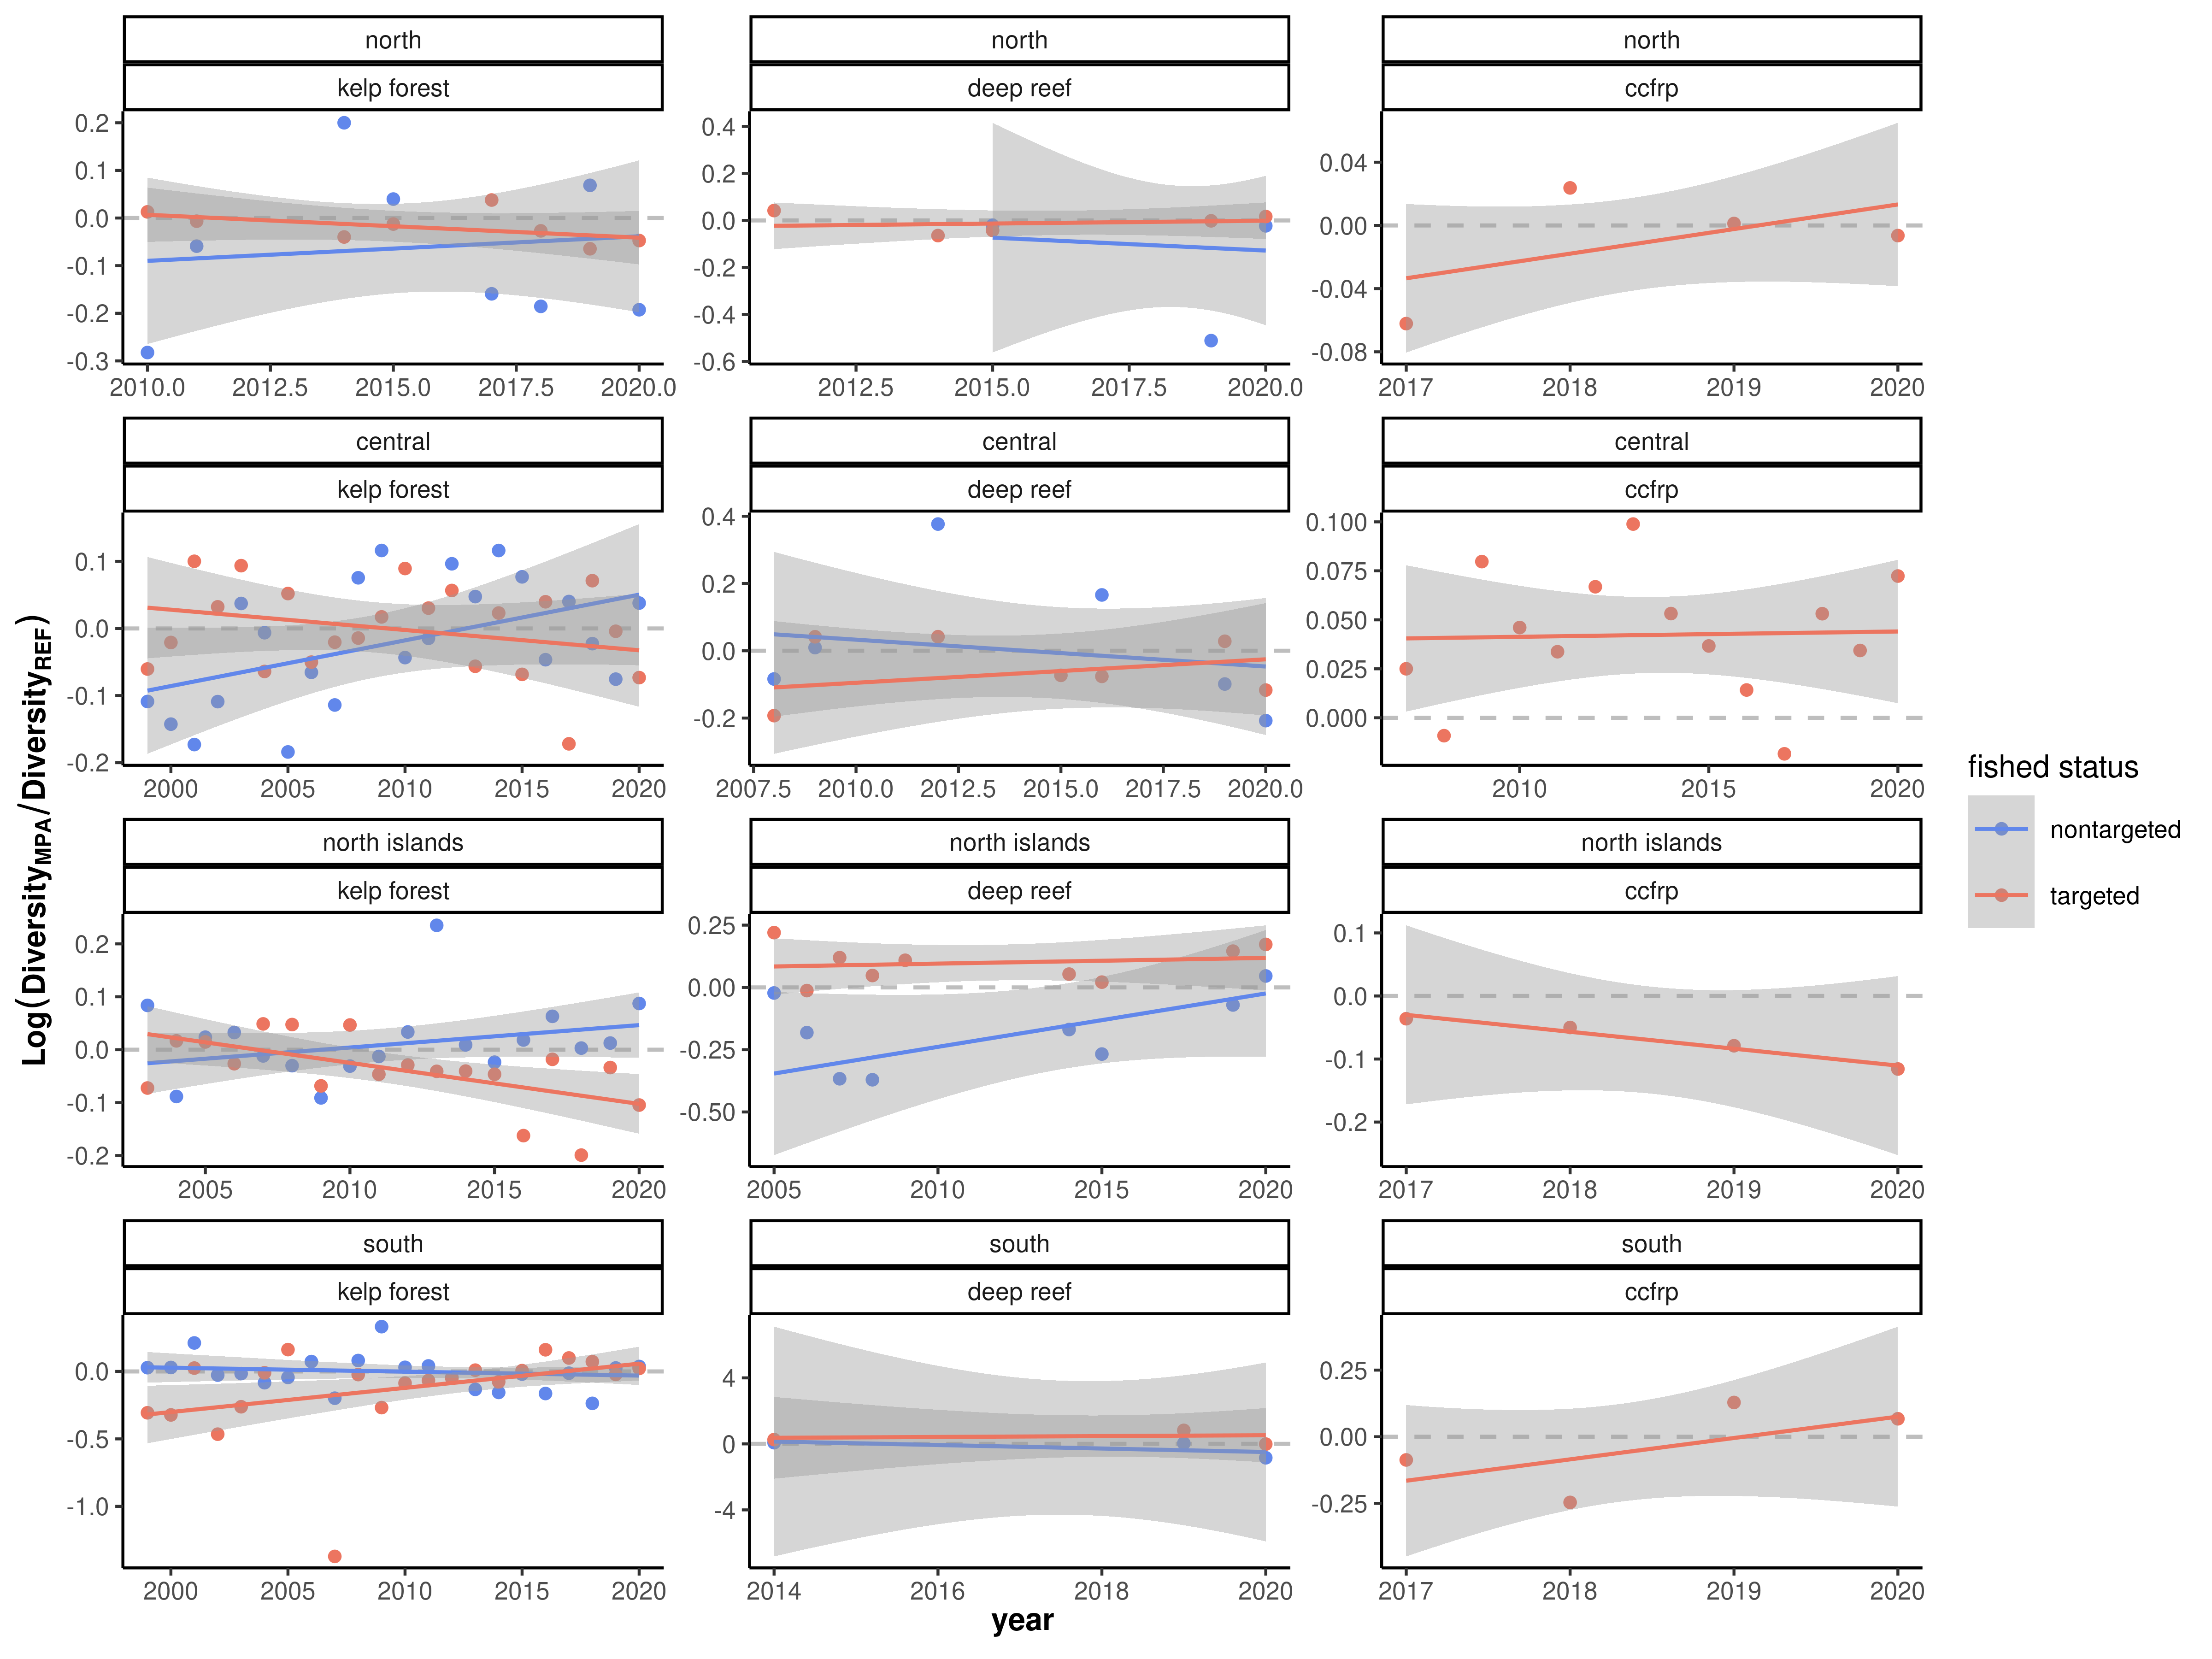 north
north
north
kelp forest
deep reef
ccfrp
0.2
0.1
0.0
-0.1
-0.2
-0.3
2010.0 2012.5 2015.0 2017.5 2020.0
0.4
0.2
0.0
-0.2
-0.4
-0.6
2012.5 2015.0 2017.5 2020.0
0.04
0.00
-0.04
-0.08
2017 2018 2019 2020
central
central
central
kelp forest
deep reef
ccfrp
0.1
0.0
-0.1
-0.2
2000 2005 2010 2015 2020
0.4
0.2
0.0
-0.2
2007.5 2010.0 2012.5 2015.0 2017.5 2020.0
0.100
0.075
0.050
0.025
0.000
2010 2015 2020
north islands
north islands
north islands
kelp forest
deep reef
ccfrp
0.2
0.1
0.0
-0.1
-0.2
2005 2010 2015 2020
0.25
0.00
-0.25
-0.50
2005 2010 2015 2020
0.1
0.0
-0.1
-0.2
2017 2018 2019 2020
south
south
south
kelp forest
deep reef
ccfrp
0.0
-0.5
-1.0
2000 2005 2010 2015 2020
4
0
-4
2014 2016 2018 2020
0.25
0.00
-0.25
2017 2018 2019 2020
year
Log(DiversityMPA/DiversityREF)
fished status
nontargeted
targeted